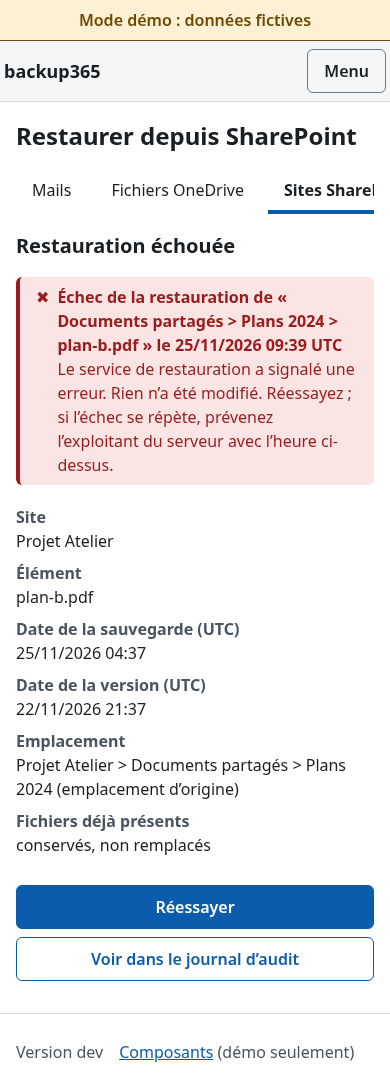 Mode démo : données fictives
backup365
Menu
Restaurer depuis SharePoint
Mails
Fichiers OneDrive
Sites Share
Restauration échouée
✖ Échec de la restauration de «
Documents partagés > Plans 2024 >
plan-b.pdf » le 25/11/2026 09:39 UTC
Le service de restauration a signalé une
erreur. Rien n’a été modifié. Réessayez ;
si l’échec se répète, prévenez
l’exploitant du serveur avec l’heure ci-
dessus.
Site
Projet Atelier
Élément
plan-b.pdf
Date de la sauvegarde (UTC)
25/11/2026 04:37
Date de la version (UTC)
22/11/2026 21:37
Emplacement
Projet Atelier > Documents partagés > Plans
2024 (emplacement d’origine)
Fichiers déjà présents
conservés, non remplacés
Réessayer
Voir dans le journal d’audit
Version dev Composants (démo seulement)